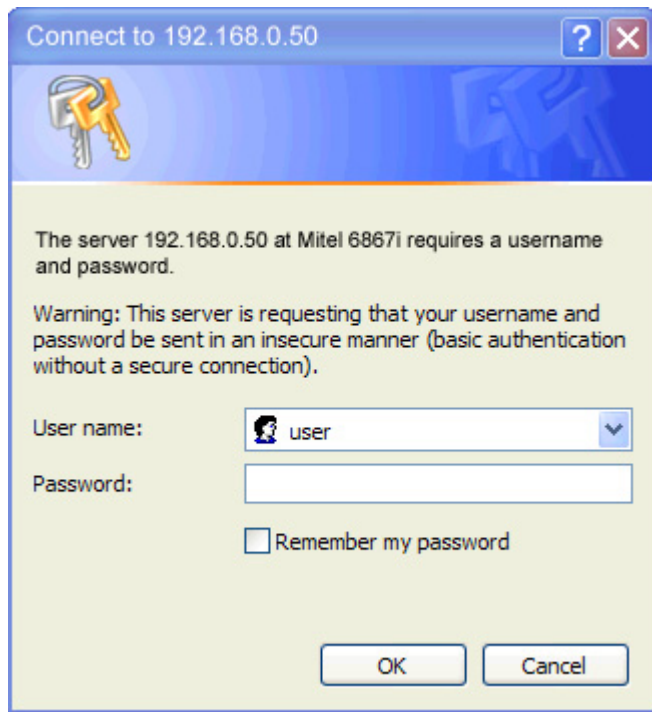 Connect to 192.168.0.50
?
The server 192.168.0.50 at Mitel 6867i requires a username
and password.
Warning: This server is requesting that your username and
password be sent in an insecure manner (basic authentication
without a secure connection).
User name:
user
Password:
Remember my password
OK
Cancel